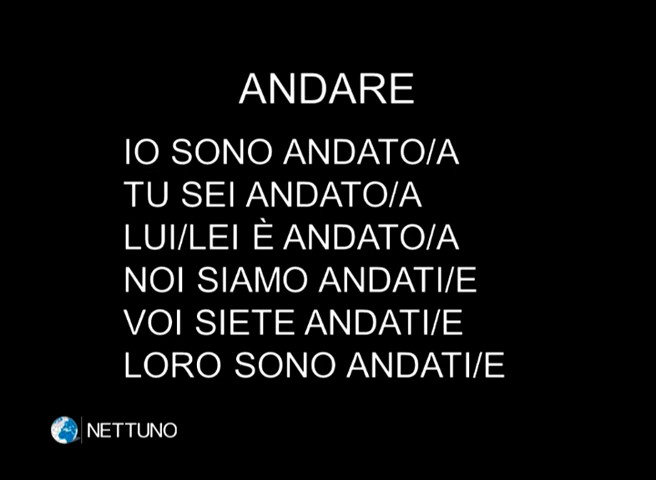 ANDARE
IO SONO ANDATO/A
TU SEI ANDATO/A
LUI/LEI È ANDATO/A
NOI SIAMO ANDATI/E
VOI SIETE ANDATI/E
LORO SONO ANDATI/E
NETTUNO